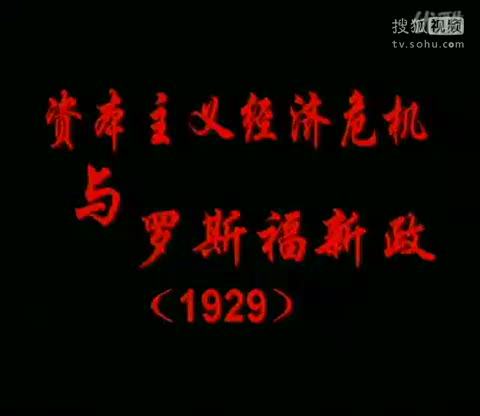 搜狐视频
tv.sohu.com
资本主义经济危机
与
罗斯福新政
（1929）